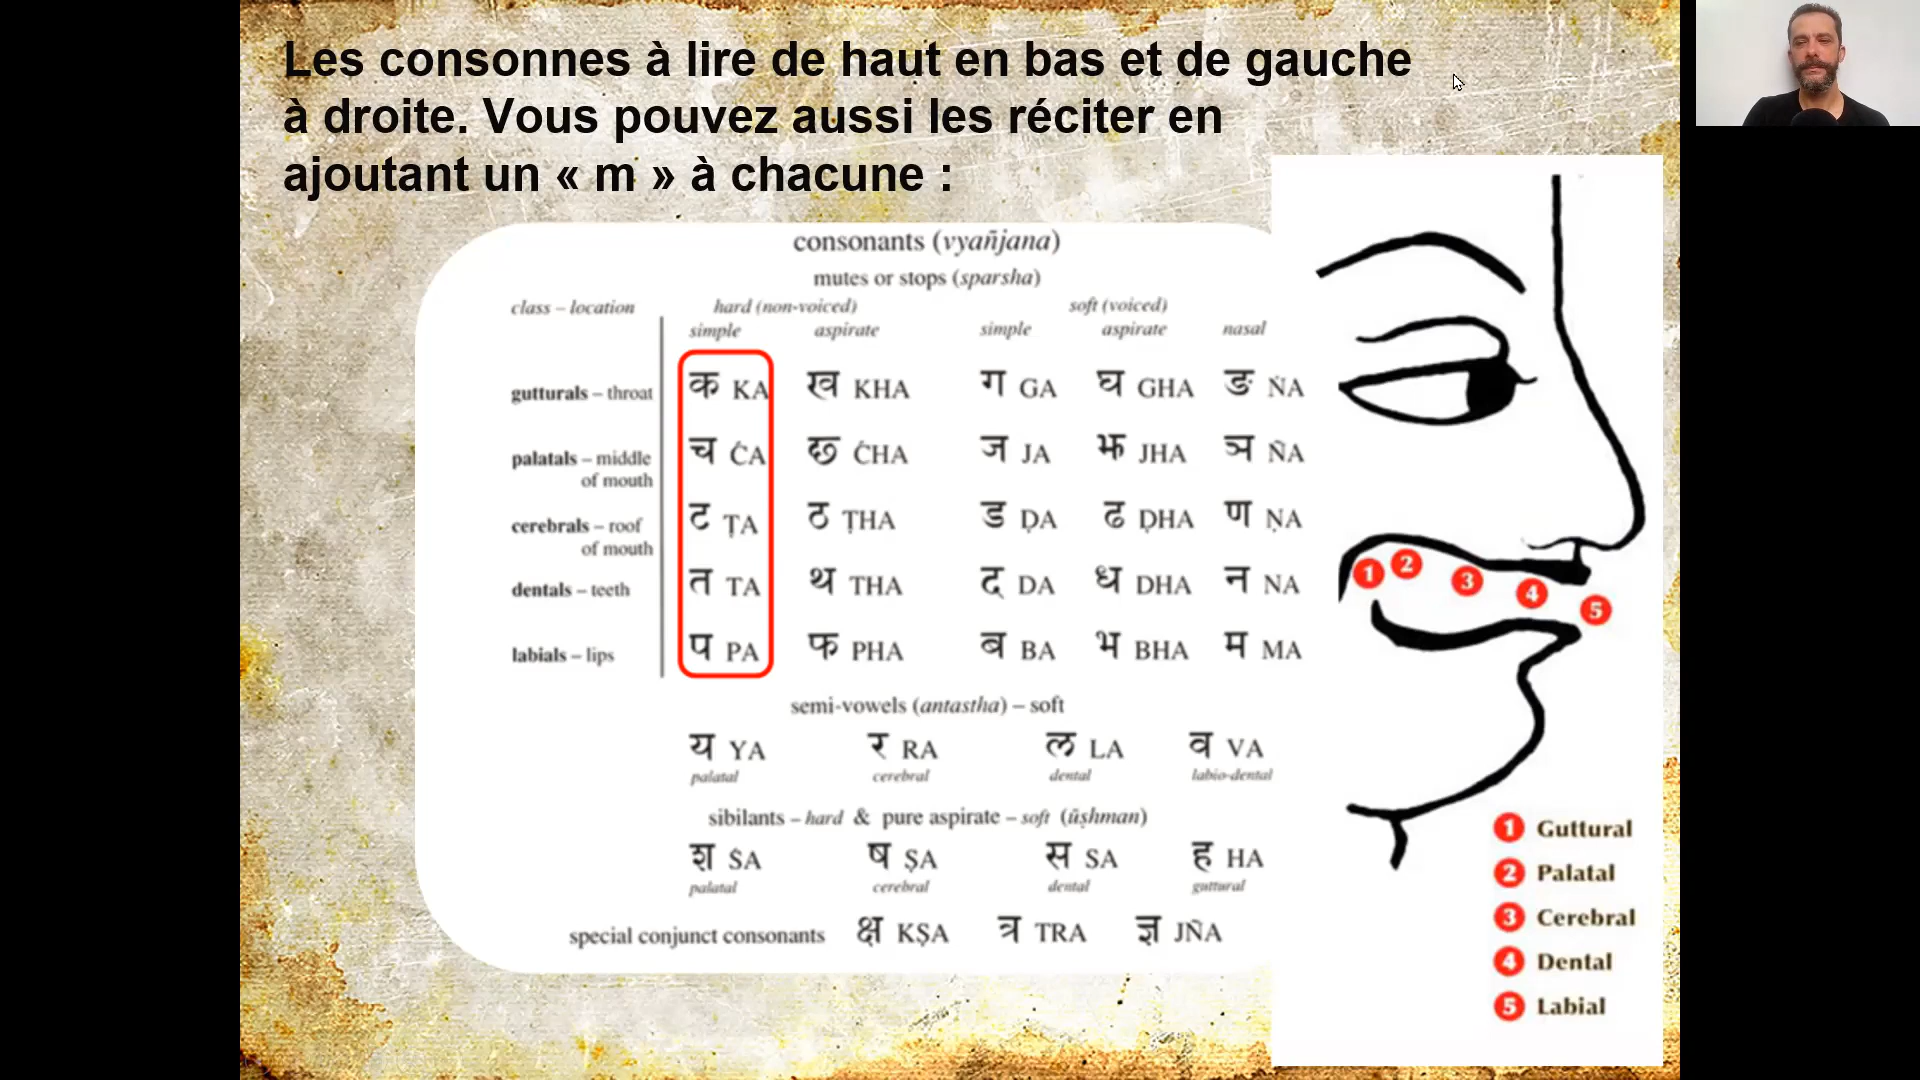 Les consonnes à lire de haut en bas et de gauche
à droite. Vous pouvez aussi les réciter en
ajoutant un « m » à chacune :
consonants (vyañjana)
mutes or stops (sparsha)
class – location hard (non-voiced) soft (voiced)
simple aspirate simple aspirate nasal
gutturals – throat क KA ख KHA ग GA घ GHA ङ ṄA
palatals – middle च ĊA छ ĊHA ज JA झ JHA ञ ÑA
of mouth
cerebrals – roof ट ṬA ठ ṬHA ड ḌA ढ ḌHA ण ṆA
of mouth
dentals – teeth त TA थ THA द DA ध DHA न NA
labials – lips प PA फ PHA ब BA भ BHA म MA
semi-vowels (antastha) – soft
य YA र RA ल LA व VA
palatal cerebral dental labio-dental
sibilants – hard & pure aspirate – soft (ūṣhman)
श ŚA ष ṢA स SA ह HA
palatal cerebral dental guttural
special conjunct consonants क्ष KṢA त्र TRA ज्ञ JÑA
1 2 3 4 5
1 Guttural
2 Palatal
3 Cerebral
4 Dental
5 Labial